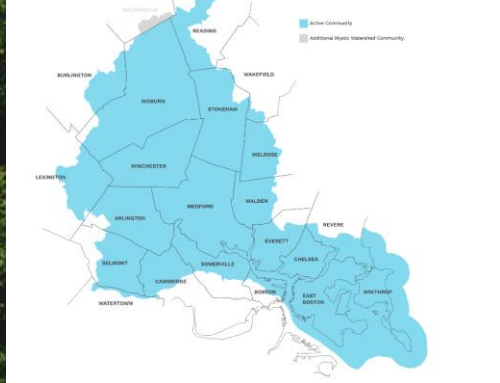 WILMINGTON
READING
Active Community
Additional Mystic Watershed Community
BURLINGTON
WAKEFIELD
WOBURN
STONEHAM
MELROSE
WINCHESTER
LEXINGTON
MEDFORD
MALDEN
ARLINGTON
REVERE
EVERETT
CHELSEA
BELMONT
SOMERVILLE
CAMBRIDGE
BOSTON
EAST
BOSTON
WINTHROP
WATERTOWN